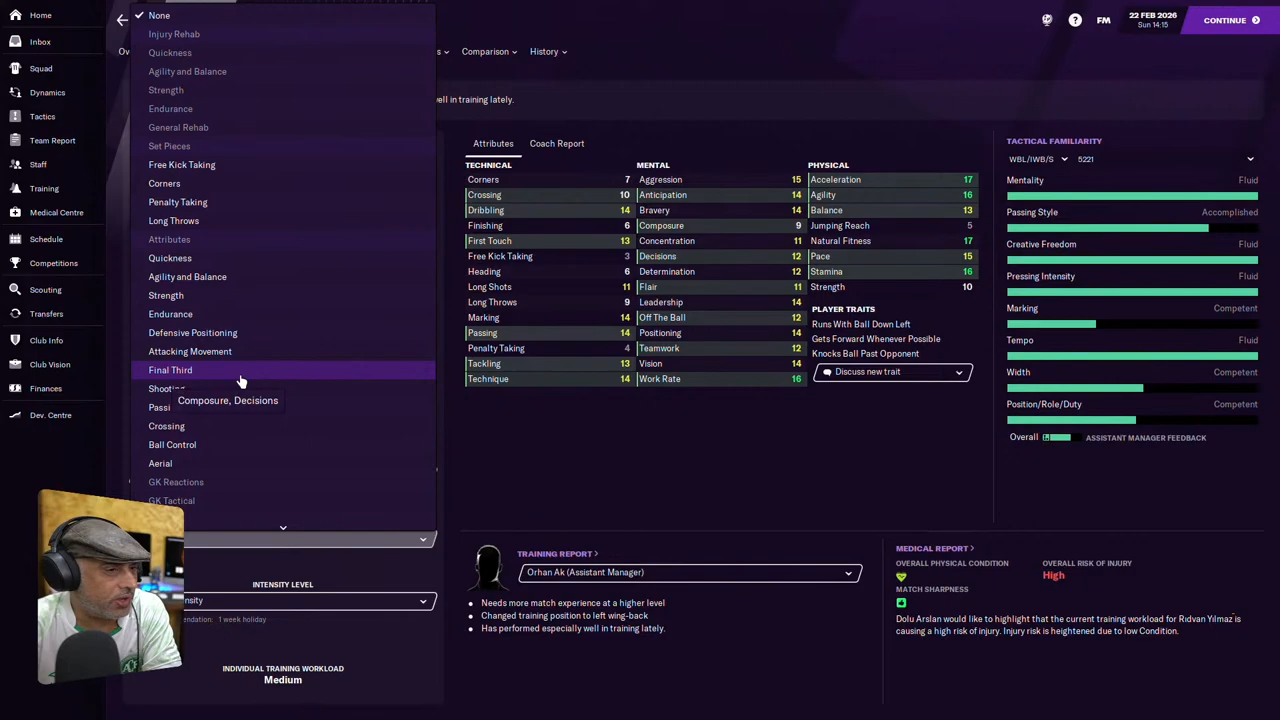 Home
Inbox
Squad
Dynamics
Tactics
Team Report
Staff
Training
Medical Centre
Schedule
Competitions
Scouting
Transfers
Club Info
Club Vision
Finances
Dev. Centre
None
Injury Rehab
Quickness
Agility and Balance
Strength
Endurance
General Rehab
Set Pieces
Free Kick Taking
Corners
Penalty Taking
Long Throws
Attributes
Quickness
Agility and Balance
Strength
Endurance
Defensive Positioning
Attacking Movement
Final Third
Shooting
Composure, Decisions
Crossing
Ball Control
Aerial
GK Reactions
GK Tactical
INTENSITY LEVEL
1 week holiday
INDIVIDUAL TRAINING WORKLOAD
Medium
Comparison
History
FM
22 FEB 2026
Sun 14:15
CONTINUE
ell in training lately.
Attributes Coach Report
TECHNICAL MENTAL PHYSICAL
Corners 7 Aggression 15 Acceleration 17
Crossing 10 Anticipation 14 Agility 16
Dribbling 14 Bravery 14 Balance 13
Finishing 6 Composure 9 Jumping Reach 5
First Touch 13 Concentration 11 Natural Fitness 17
Free Kick Taking 3 Decisions 12 Pace 15
Heading 6 Determination 12 Stamina 16
Long Shots 11 Flair 11 Strength 10
Long Throws 9 Leadership 14
Marking 14 Off The Ball 12
Passing 14 Positioning 14
Penalty Taking 4 Teamwork 12
Tackling 13 Vision 14
Technique 14 Work Rate 16
PLAYER TRAITS
Runs With Ball Down Left
Gets Forward Whenever Possible
Knocks Ball Past Opponent
Discuss new trait
TACTICAL FAMILIARITY
WBL/IWB/S 5221
Mentality Fluid
Passing Style Accomplished
Creative Freedom Fluid
Pressing Intensity Fluid
Marking Competent
Tempo Fluid
Width Competent
Position/Role/Duty Competent
Overall ASSISTANT MANAGER FEEDBACK
TRAINING REPORT
Orhan Ak (Assistant Manager)
Needs more match experience at a higher level
Changed training position to left wing-back
Has performed especially well in training lately.
MEDICAL REPORT
OVERALL PHYSICAL CONDITION OVERALL RISK OF INJURY
High
MATCH SHARPNESS
Dolu Arslan would like to highlight that the current training workload for Rıdvan Yılmaz is
causing a high risk of injury. Injury risk is heightened due to low Condition.